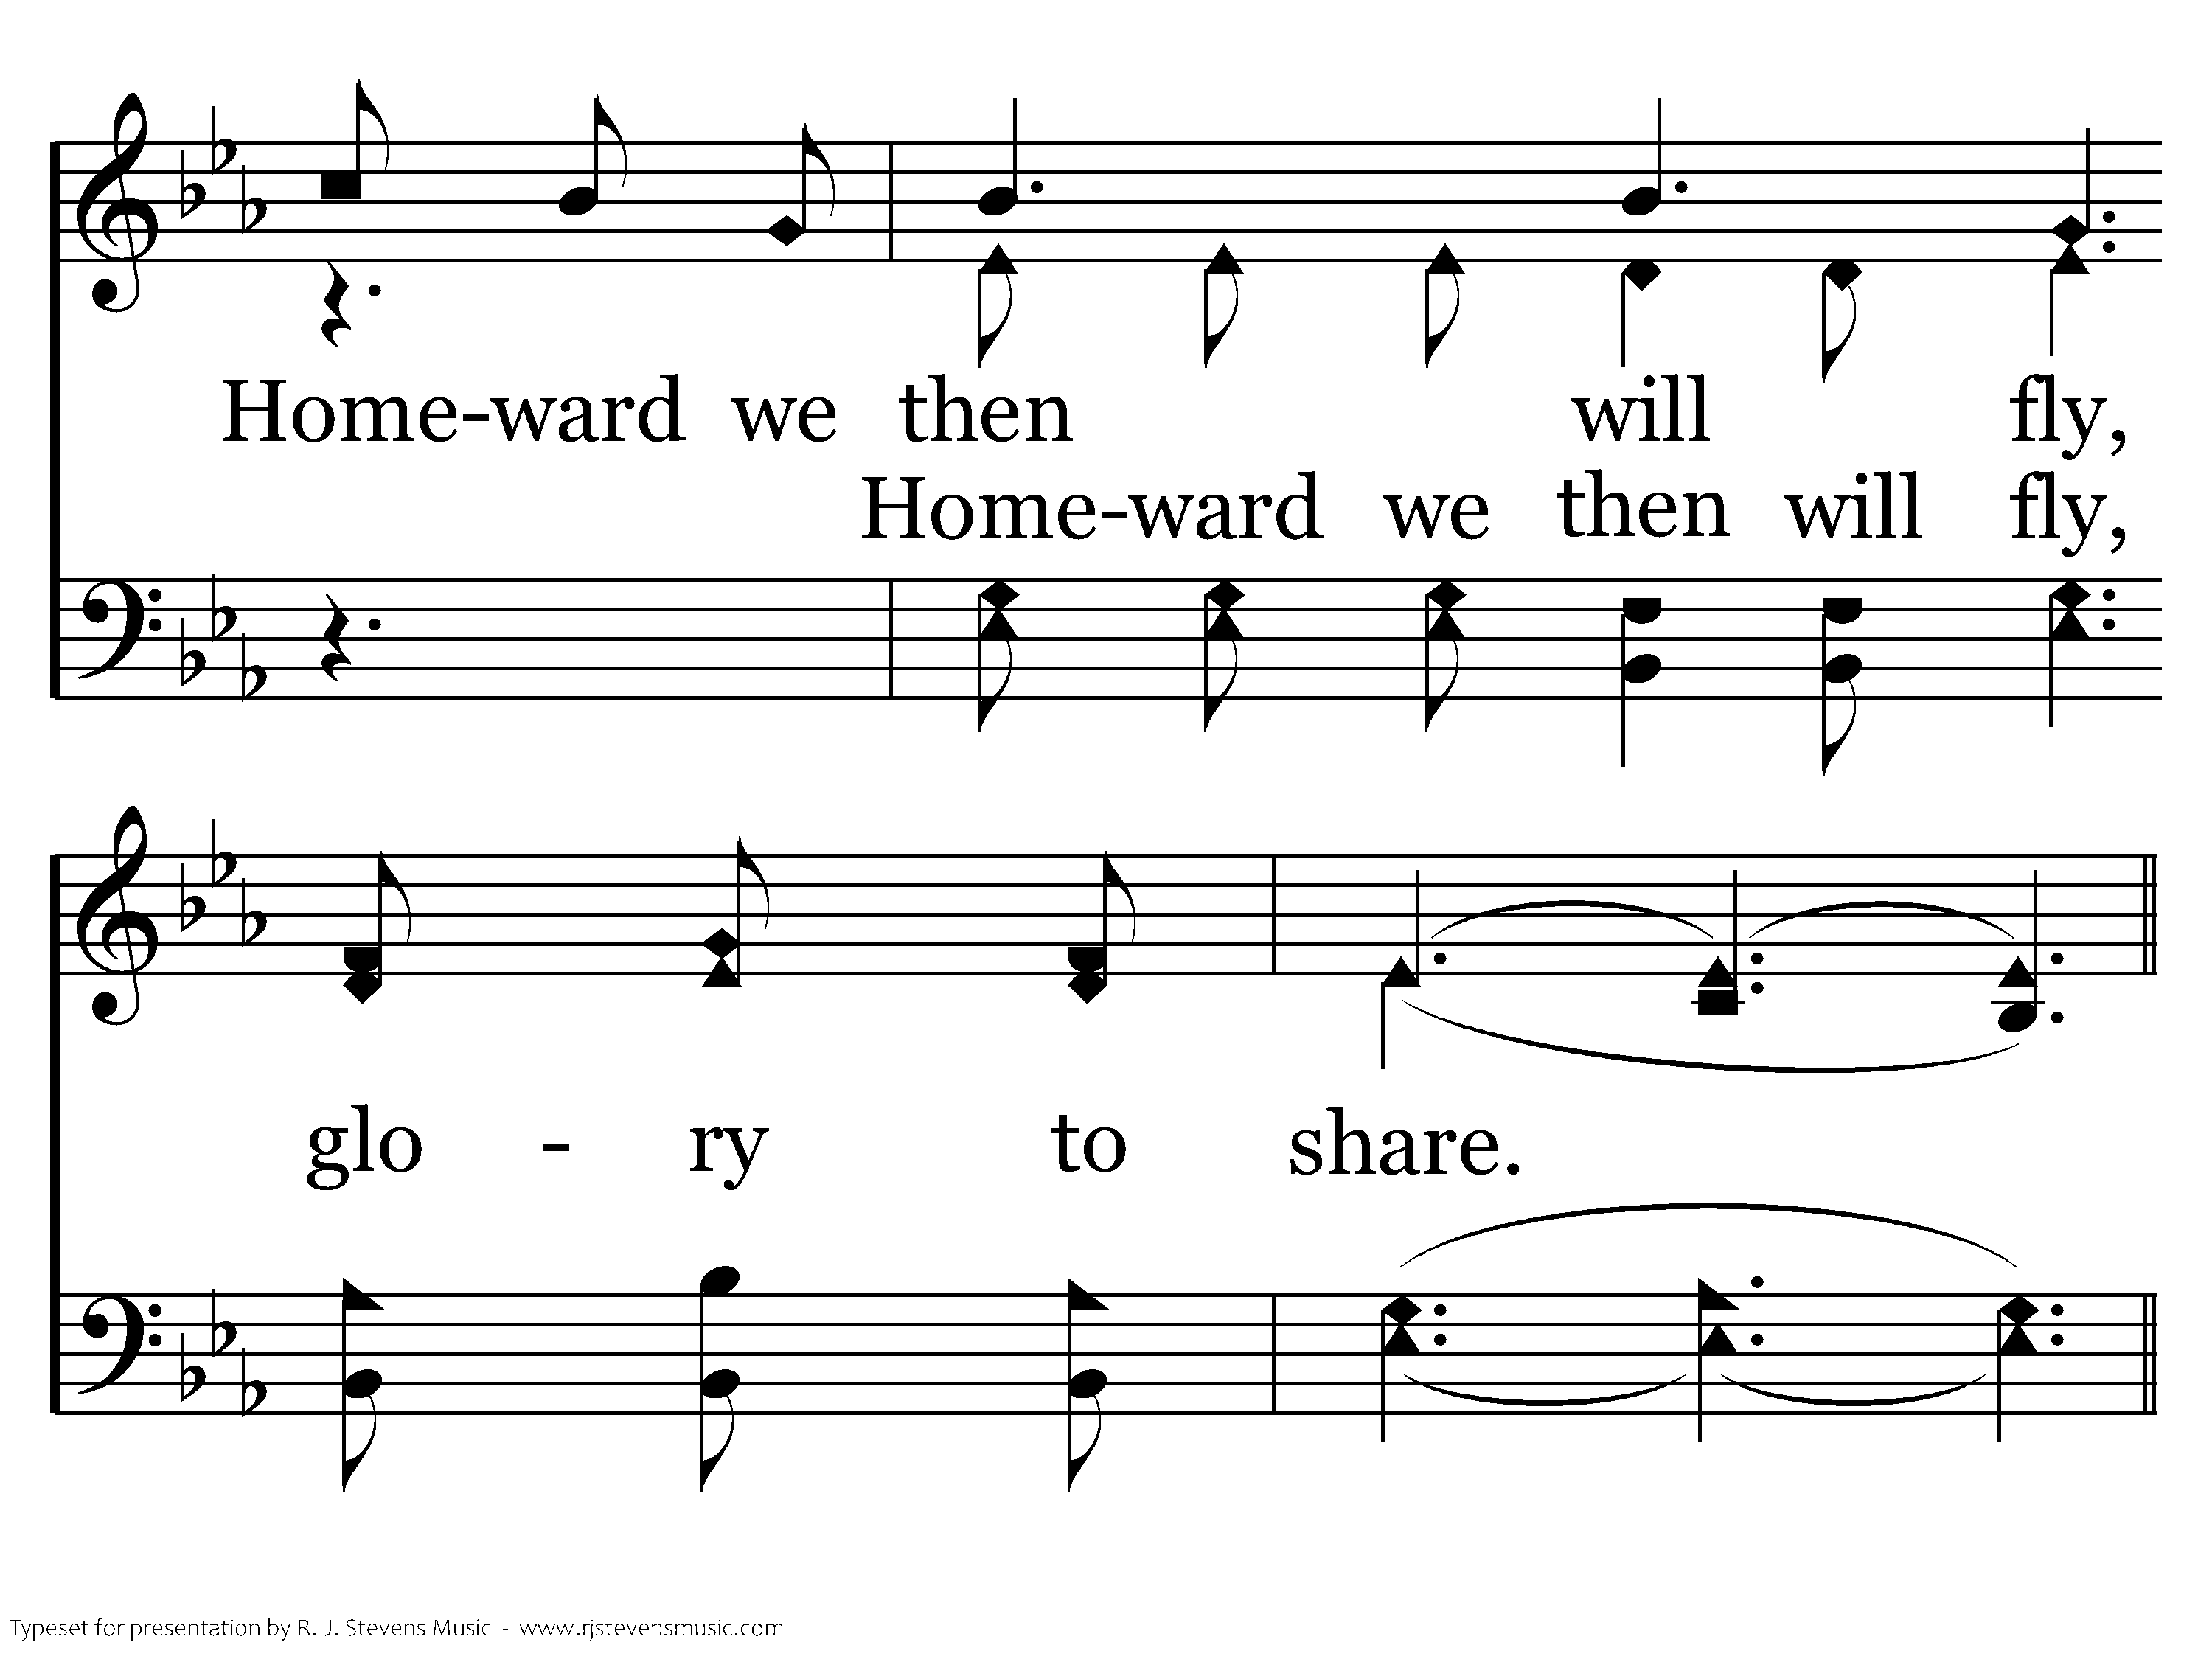 Home-ward we then will fly,
Home-ward we then will fly,
glo - ry to share.
Typeset for presentation by R. J. Stevens Music - www.rjstevensmusic.com